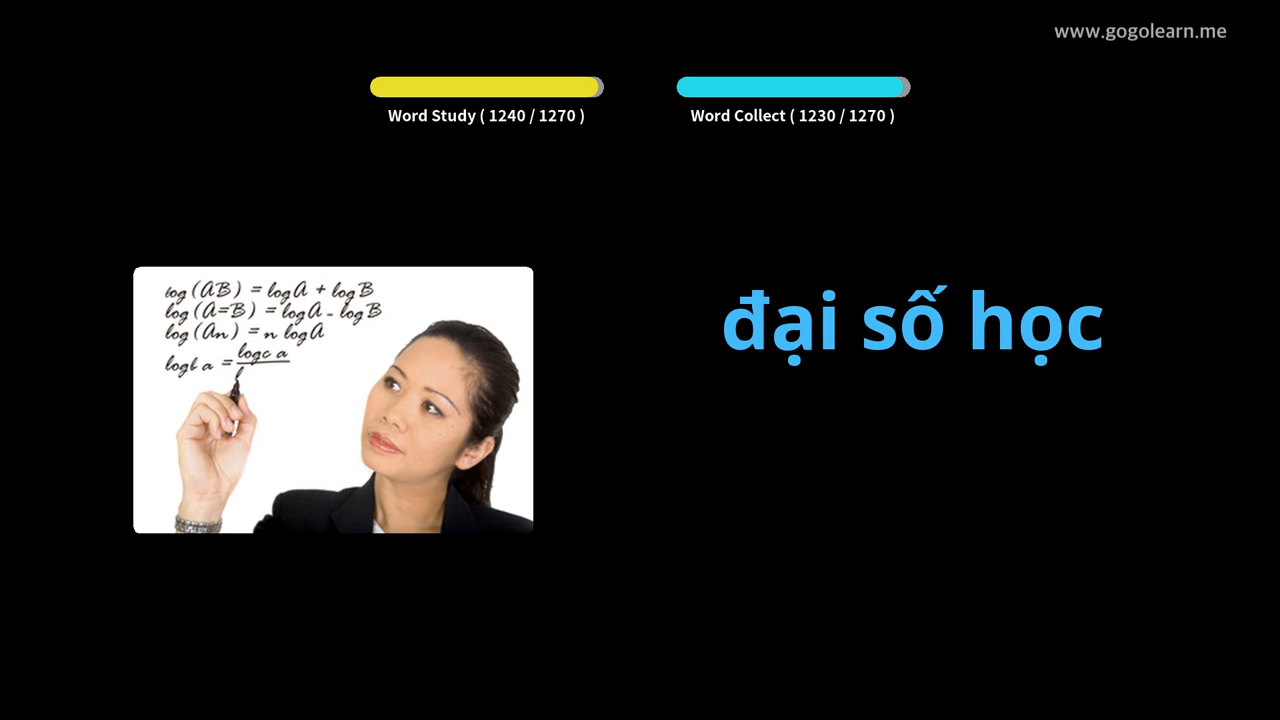 www.gogolearn.me
Word Study ( 1240 / 1270 )
Word Collect ( 1230 / 1270 )
log (AB) = log A + log B
log (A=B) = log A - log B
log (An) = n log A
logb a = logc a
đại số học